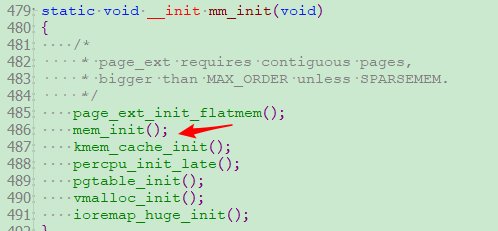 479 static void __init mm_init(void)
480 {
481 /*
482 * page_ext requires contiguous pages,
483 * bigger than MAX_ORDER unless SPARSEMEM.
484 */
485 page_ext_init_flatmem();
486 mem_init();
487 kmem_cache_init();
488 percpu_init_late();
489 pgtable_init();
490 vmalloc_init();
491 ioremap_huge_init();